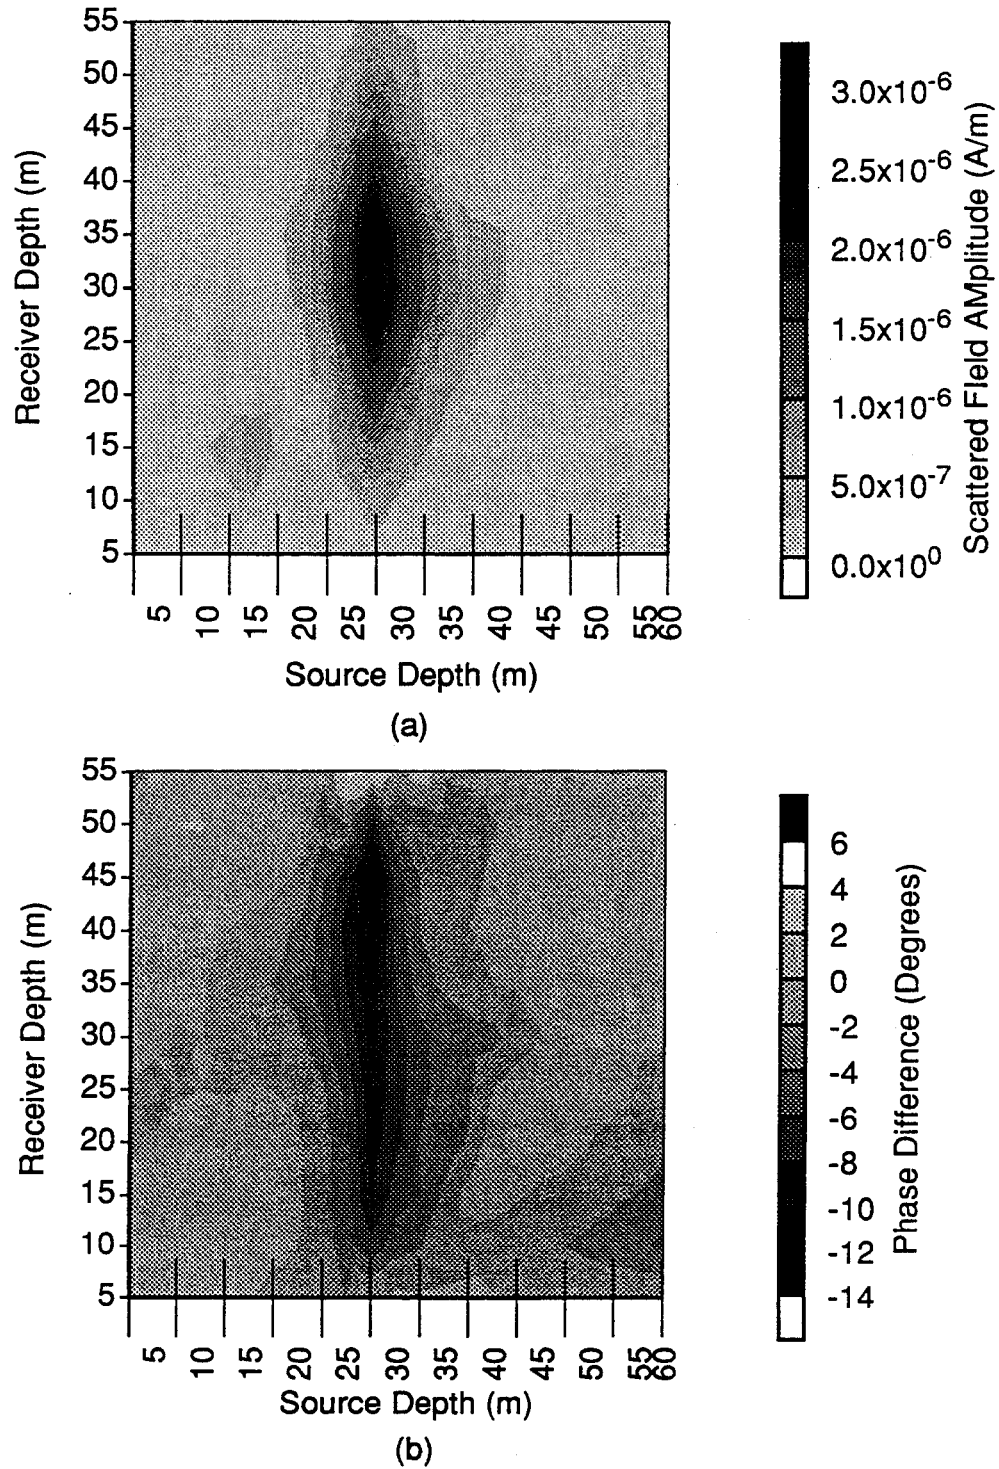 55
50
45
40
35
30
25
20
15
10
5
Receiver Depth (m)
5 10 15 20 25 30 35 40 45 50 55 60
Source Depth (m)
(a)
3.0x10⁻⁶
2.5x10⁻⁶
2.0x10⁻⁶
1.5x10⁻⁶
1.0x10⁻⁶
5.0x10⁻⁷
0.0x10⁰
Scattered FIeld AMplitude (A/m)
55
50
45
40
35
30
25
20
15
10
5
Receiver Depth (m)
5 10 15 20 25 30 35 40 45 50 55 60
Source Depth (m)
(b)
6
4
2
0
-2
-4
-6
-8
-10
-12
-14
Phase Difference (Degrees)